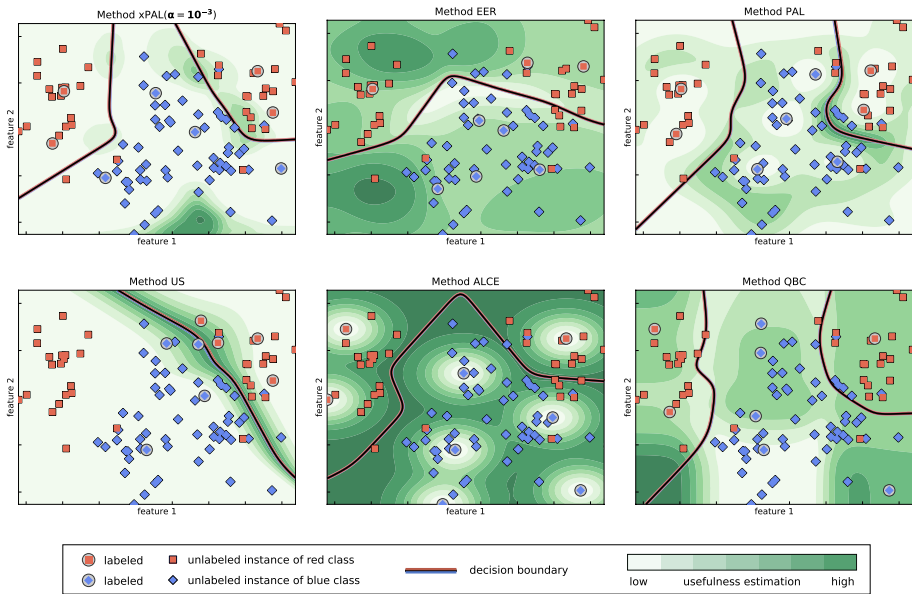 Method xPAL(α = 10⁻³)
Method EER
Method PAL
feature 2
feature 2
feature 2
feature 1
feature 1
feature 1
Method US
Method ALCE
Method QBC
feature 2
feature 2
feature 2
feature 1
feature 1
feature 1
labeled
unlabeled instance of red class
labeled
unlabeled instance of blue class
decision boundary
low usefulness estimation high